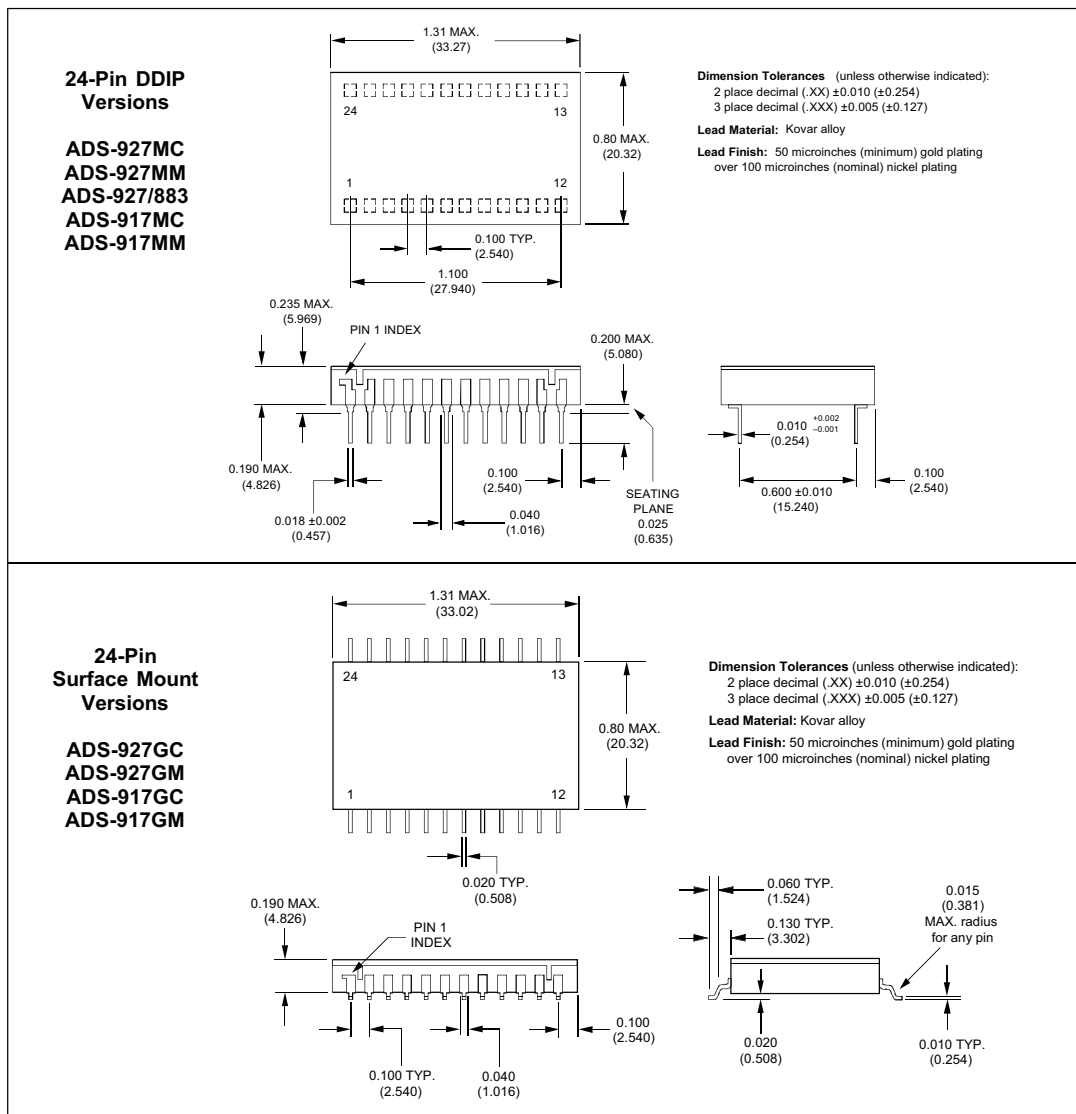 24-Pin DDIP
Versions
ADS-927MC
ADS-927MM
ADS-927/883
ADS-917MC
ADS-917MM
1.31 MAX.
(33.27)
24
13
1
12
0.80 MAX.
(20.32)
0.100 TYP.
(2.540)
1.100
(27.940)
Dimension Tolerances (unless otherwise indicated):
2 place decimal (.XX) ±0.010 (±0.254)
3 place decimal (.XXX) ±0.005 (±0.127)
Lead Material: Kovar alloy
Lead Finish: 50 microinches (minimum) gold plating
over 100 microinches (nominal) nickel plating
0.235 MAX.
(5.969)
PIN 1 INDEX
0.200 MAX.
(5.080)
0.190 MAX.
(4.826)
0.018 ±0.002
(0.457)
0.040
(1.016)
0.100
(2.540)
SEATING
PLANE
0.025
(0.635)
0.010 +0.002
–0.001
(0.254)
0.600 ±0.010
(15.240)
0.100
(2.540)
24-Pin
Surface Mount
Versions
ADS-927GC
ADS-927GM
ADS-917GC
ADS-917GM
1.31 MAX.
(33.02)
24
13
1
12
0.80 MAX.
(20.32)
0.020 TYP.
(0.508)
Dimension Tolerances (unless otherwise indicated):
2 place decimal (.XX) ±0.010 (±0.254)
3 place decimal (.XXX) ±0.005 (±0.127)
Lead Material: Kovar alloy
Lead Finish: 50 microinches (minimum) gold plating
over 100 microinches (nominal) nickel plating
0.190 MAX.
(4.826)
PIN 1
INDEX
0.100 TYP.
(2.540)
0.040
(1.016)
0.100
(2.540)
0.060 TYP.
(1.524)
0.130 TYP.
(3.302)
0.015
(0.381)
MAX. radius
for any pin
0.020
(0.508)
0.010 TYP.
(0.254)